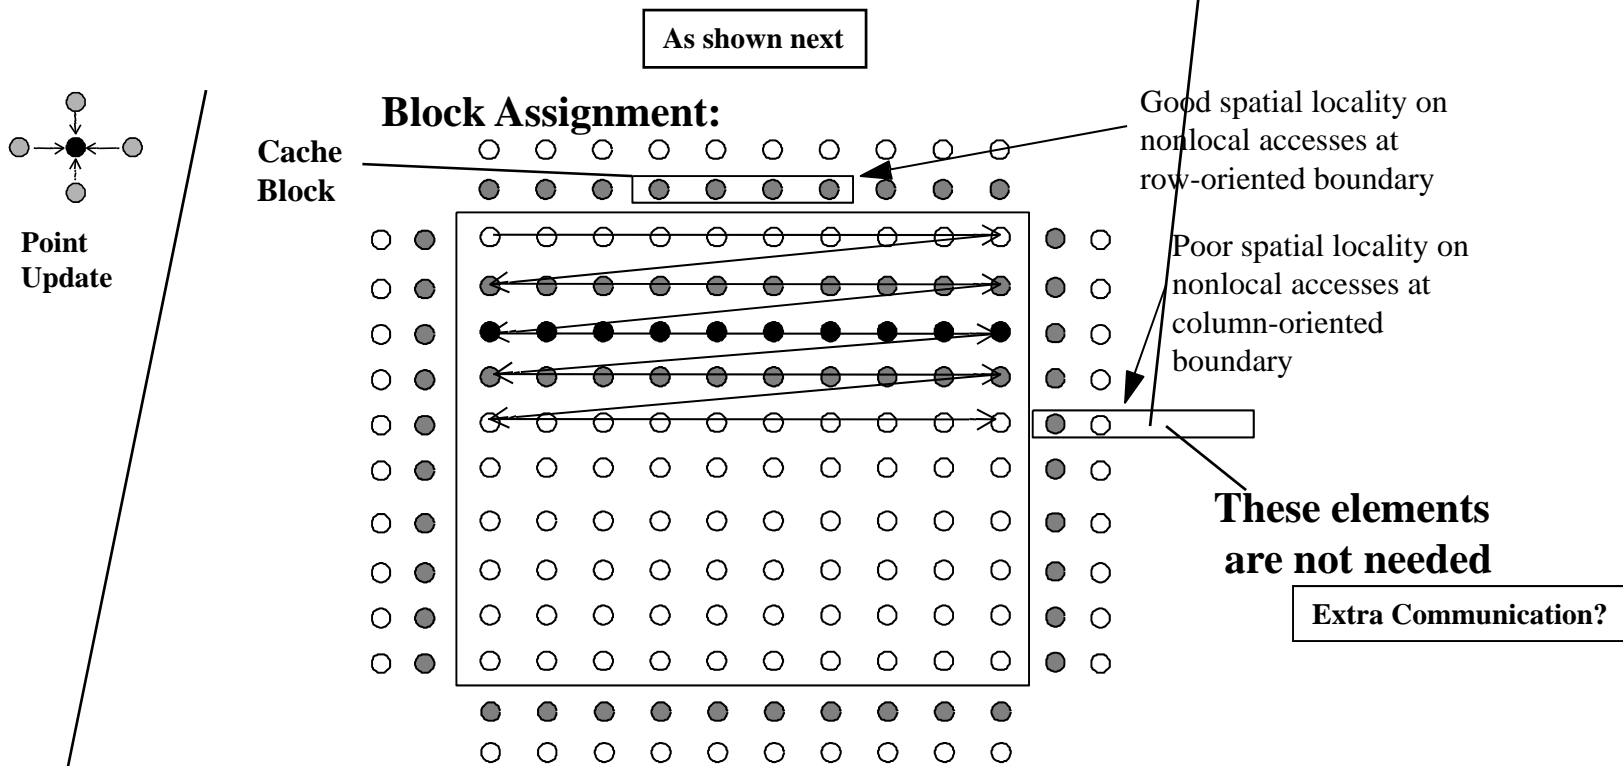 As shown next
Block Assignment:
Good spatial locality on
nonlocal accesses at
row-oriented boundary
Cache
Block
Point
Update
Poor spatial locality on
nonlocal accesses at
column-oriented
boundary
These elements
are not needed
Extra Communication?